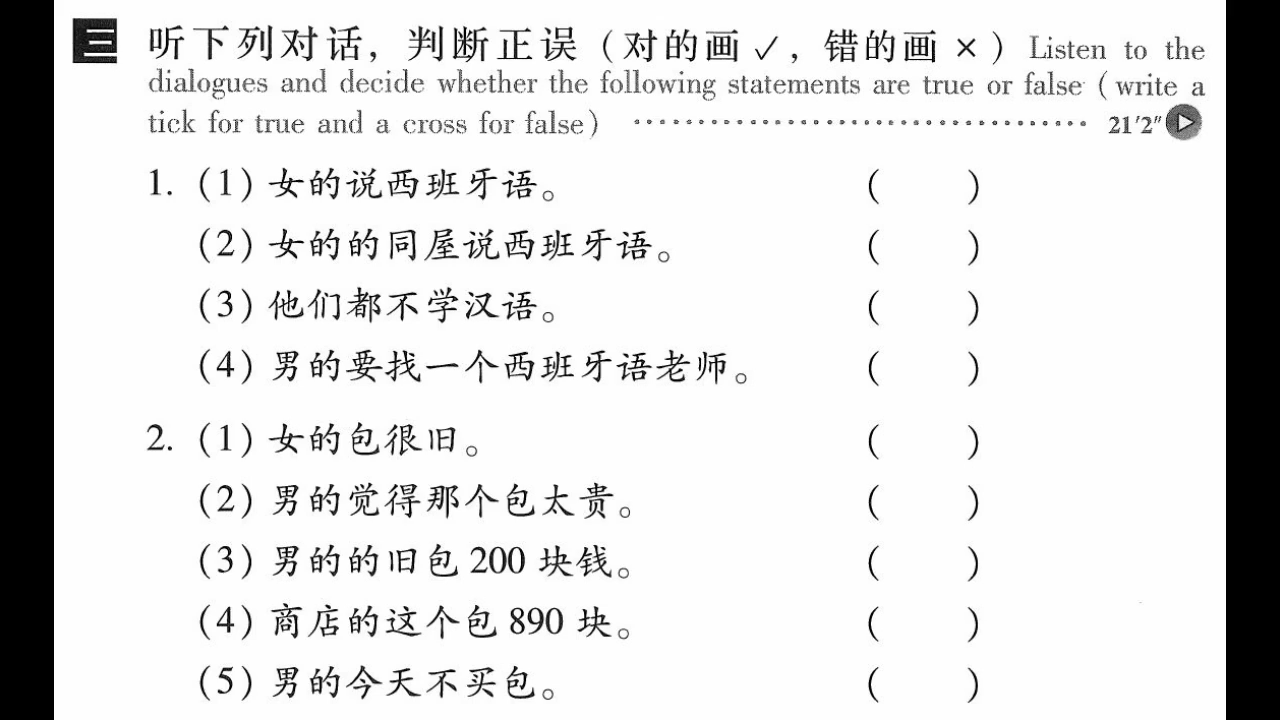 三 听下列对话，判断正误（对的画 ✓，错的画 ×）Listen to the
dialogues and decide whether the following statements are true or false (write a
tick for true and a cross for false) ………………………… 21′2″
1. (1) 女的说西班牙语。 ( )
(2) 女的的同屋说西班牙语。 ( )
(3) 他们都不学汉语。 ( )
(4) 男的要找一个西班牙语老师。 ( )
2. (1) 女的包很旧。 ( )
(2) 男的觉得那个包太贵。 ( )
(3) 男的的旧包 200 块钱。 ( )
(4) 商店的这个包 890 块。 ( )
(5) 男的今天不买包。 ( )